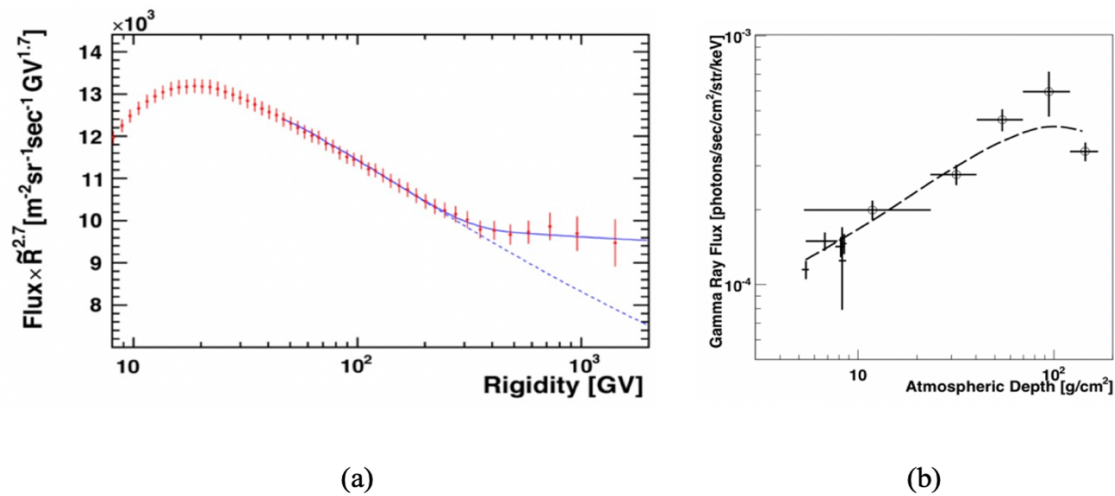 ×10³
Flux × R̃^2.7 [m⁻²sr⁻¹sec⁻¹ GV^1.7]
14
13
12
11
10
9
8
10
10²
10³
Rigidity [GV]
(a)
10⁻³
Gamma Ray Flux [photons/sec/cm²/str/keV]
10⁻⁴
10
10²
Atmospheric Depth [g/cm²]
(b)